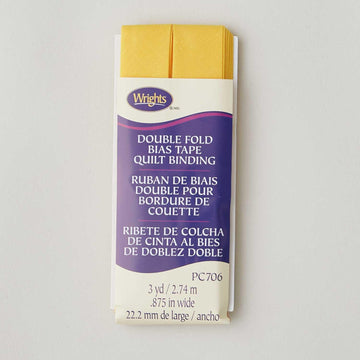 Wrights
DOUBLE FOLD
BIAS TAPE
QUILT BINDING
RUBAN DE BIAIS
DOUBLE POUR
BORDURE DE
COUETTE
RIBETE DE COLCHA
DE CINTA AL BIES
DE DOBLEZ DOBLE
PC706
3 yd / 2.74 m
.875 in wide
22.2 mm de large / ancho